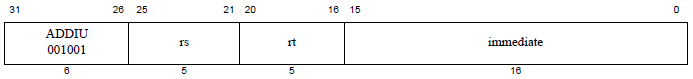 31 26 25 21 20 16 15 0
ADDIU
001001 rs rt immediate
6 5 5 16